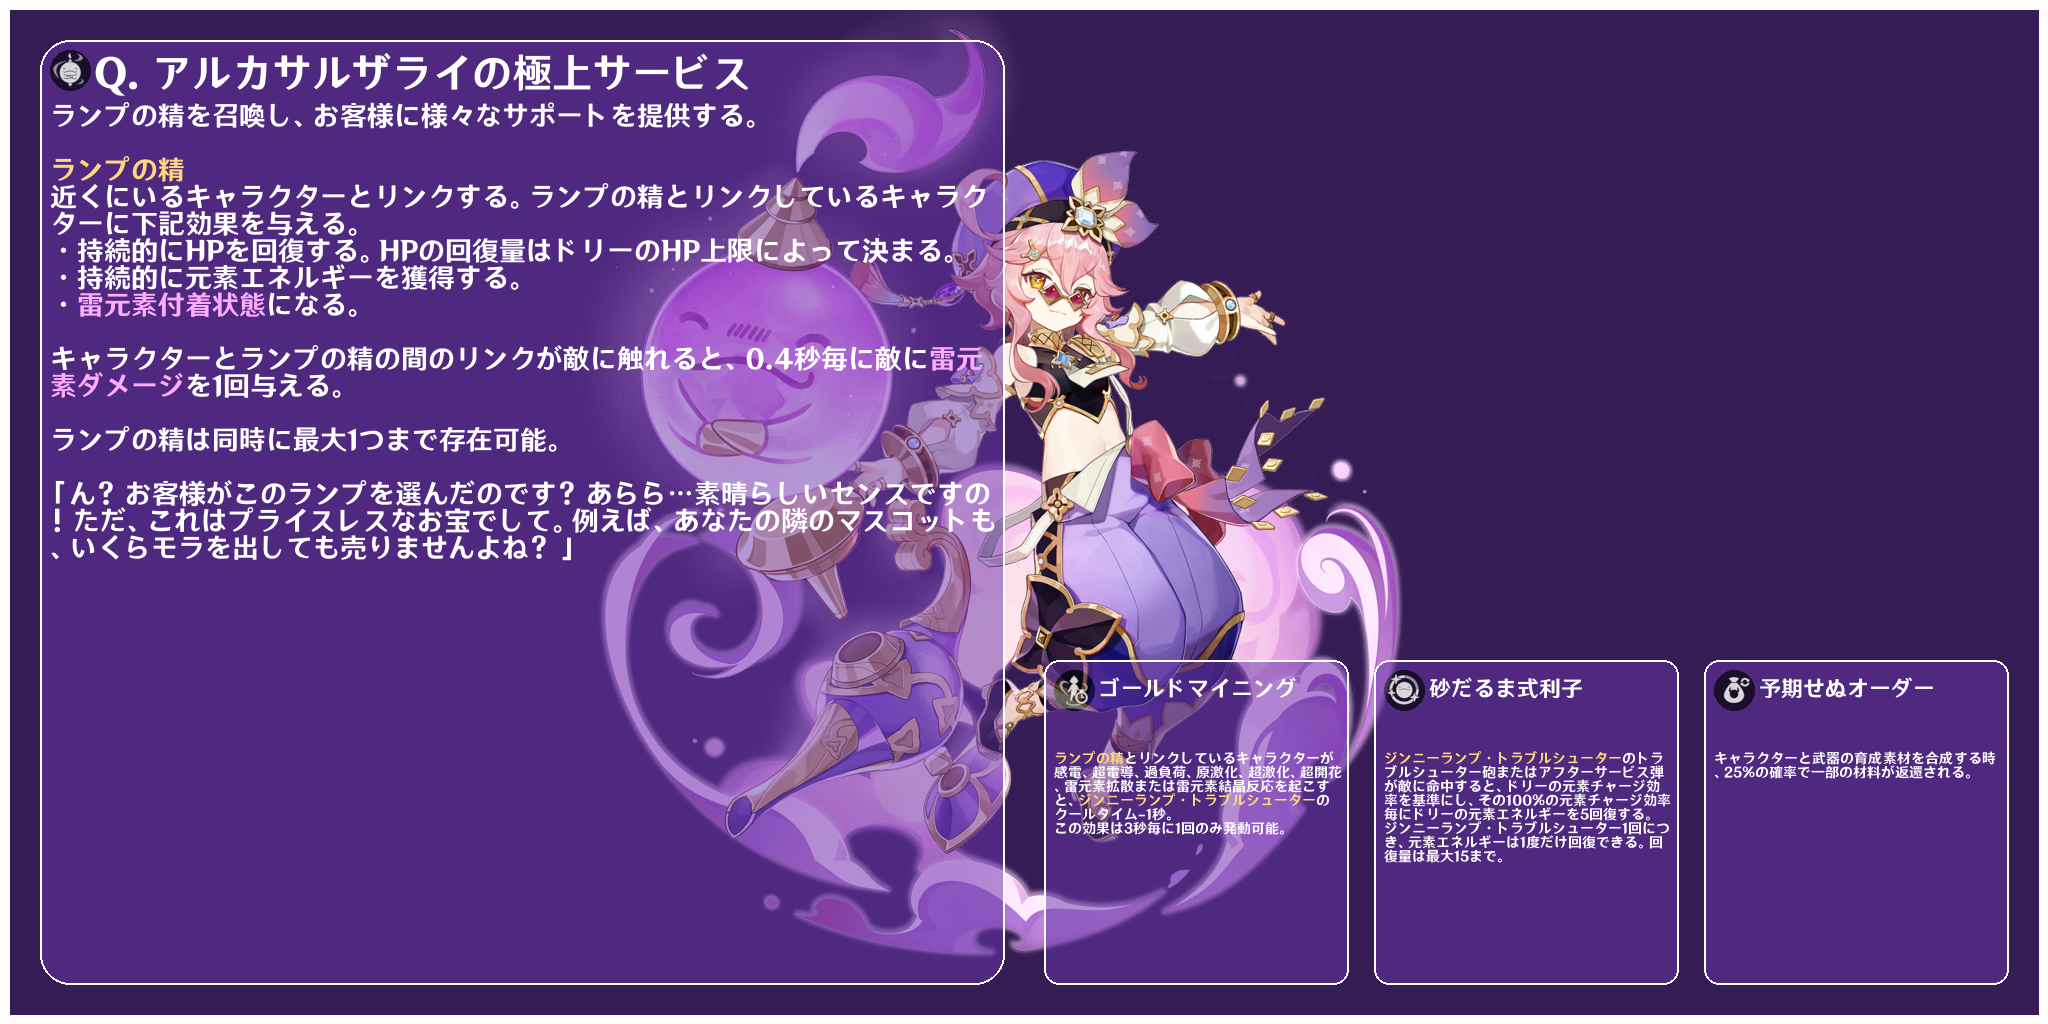 Q. アルカサルザライの極上サービス
ランプの精を召喚し、お客様に様々なサポートを提供する。
ランプの精
近くにいるキャラクターとリンクする。ランプの精とリンクしているキャラク
ターに下記効果を与える。
・持続的にHPを回復する。HPの回復量はドリーのHP上限によって決まる。
・持続的に元素エネルギーを獲得する。
・雷元素付着状態になる。
キャラクターとランプの精の間のリンクが敵に触れると、0.4秒毎に敵に雷元
素ダメージを1回与える。
ランプの精は同時に最大1つまで存在可能。
「ん？お客様がこのランプを選んだのです？あらら…素晴らしいセンスですの
！ただ、これはプライスレスなお宝でして。例えば、あなたの隣のマスコットも
、いくらモラを出しても売りませんよね？」
ゴールドマイニング
ランプの精とリンクしているキャラクターが
感電、超電導、過負荷、原激化、超激化、超開花
、雷元素拡散または雷元素結晶反応を起こす
と、ジンニーランプ・トラブルシューターの
クールタイム-1秒。
この効果は3秒毎に1回のみ発動可能。
砂だるま式利子
ジンニーランプ・トラブルシューターのトラ
ブルシューター砲またはアフターサービス弾
が敵に命中すると、ドリーの元素チャージ効
率を基準にし、その100%の元素チャージ効率
毎にドリーの元素エネルギーを5回復する。
ジンニーランプ・トラブルシューター1回につ
き、元素エネルギーは1度だけ回復できる。回
復量は最大15まで。
予期せぬオーダー
キャラクターと武器の育成素材を合成する時
、25%の確率で一部の材料が返還される。